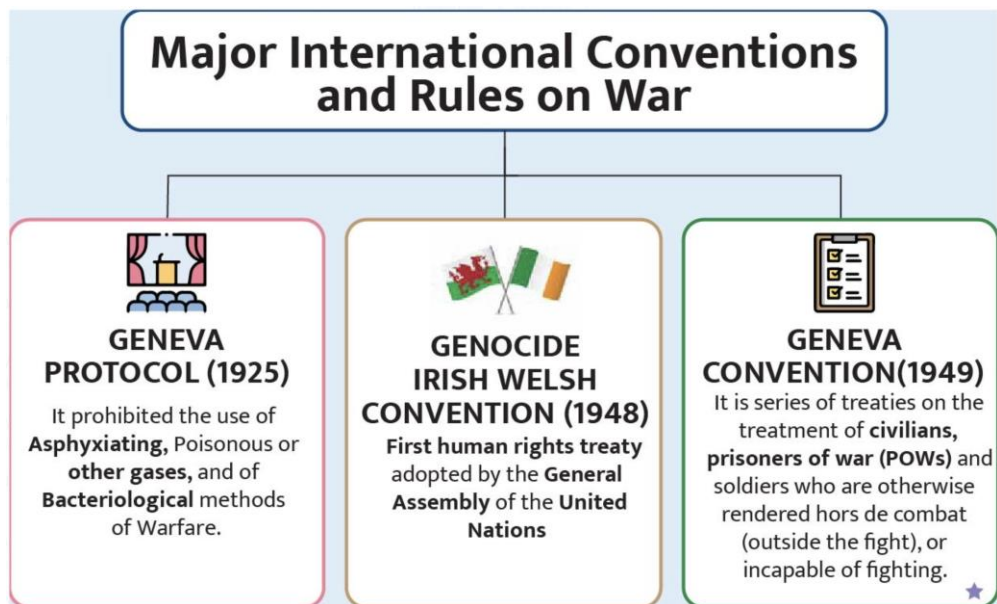 Major International Conventions
and Rules on War
GENEVA
PROTOCOL (1925)
It prohibited the use of
Asphyxiating, Poisonous or
other gases, and of
Bacteriological methods
of Warfare.
GENOCIDE
IRISH WELSH
CONVENTION (1948)
First human rights treaty
adopted by the General
Assembly of the United
Nations
GENEVA
CONVENTION(1949)
It is series of treaties on the
treatment of civilians,
prisoners of war (POWs) and
soldiers who are otherwise
rendered hors de combat
(outside the fight), or
incapable of fighting.